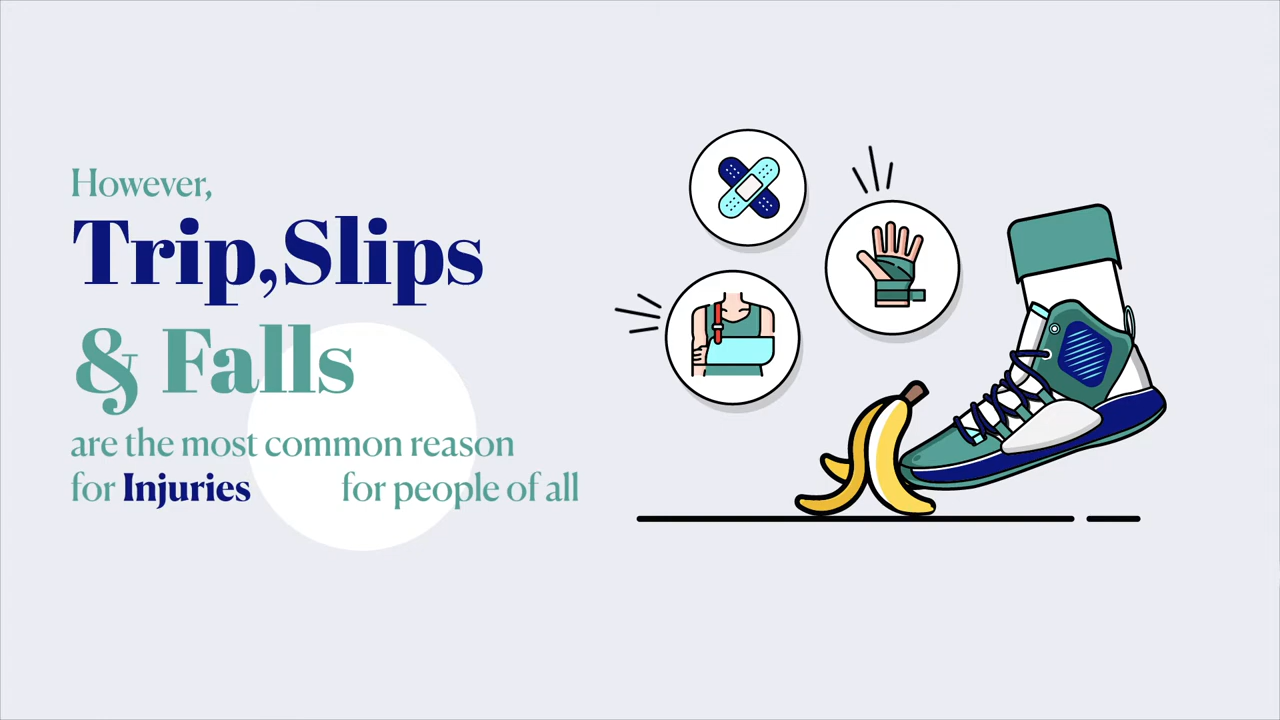 However,
Trip,Slips
& Falls
are the most common reason
for Injuries for people of all